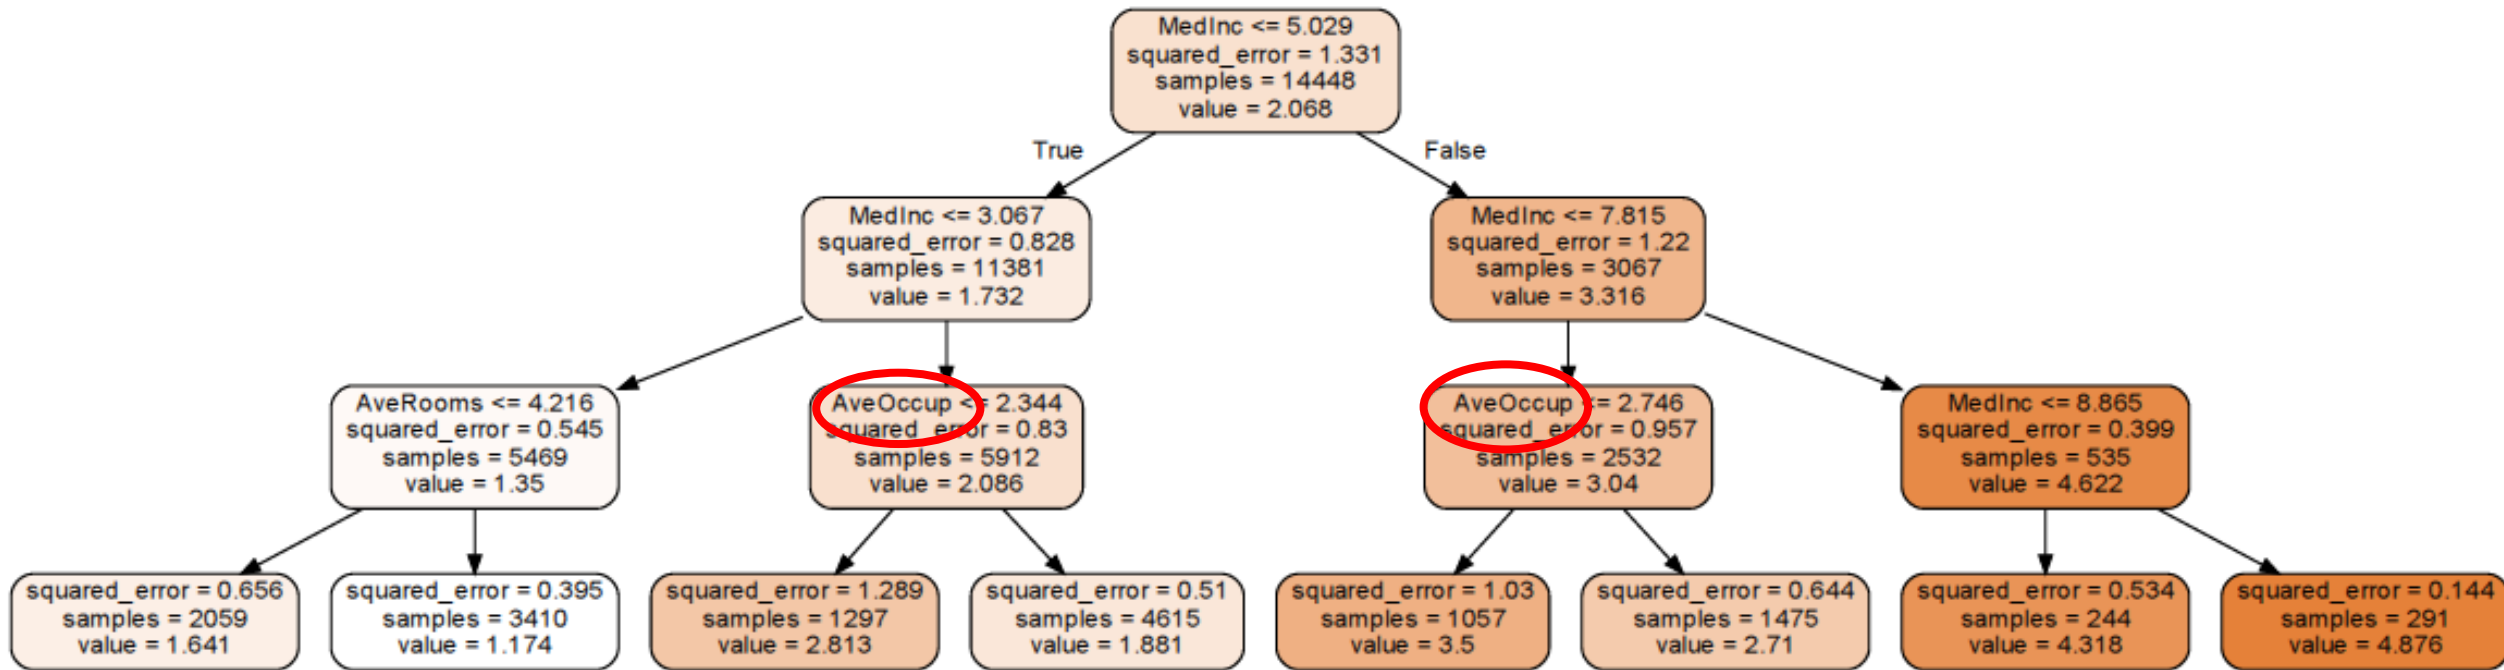 MedInc <= 5.029
squared_error = 1.331
samples = 14448
value = 2.068
True
False
MedInc <= 3.067
squared_error = 0.828
samples = 11381
value = 1.732
MedInc <= 7.815
squared_error = 1.22
samples = 3067
value = 3.316
AveRooms <= 4.216
squared_error = 0.545
samples = 5469
value = 1.35
AveOccup <= 2.344
squared_error = 0.83
samples = 5912
value = 2.086
AveOccup <= 2.746
squared_error = 0.957
samples = 2532
value = 3.04
MedInc <= 8.865
squared_error = 0.399
samples = 535
value = 4.622
squared_error = 0.656
samples = 2059
value = 1.641
squared_error = 0.395
samples = 3410
value = 1.174
squared_error = 1.289
samples = 1297
value = 2.813
squared_error = 0.51
samples = 4615
value = 1.881
squared_error = 1.03
samples = 1057
value = 3.5
squared_error = 0.644
samples = 1475
value = 2.71
squared_error = 0.534
samples = 244
value = 4.318
squared_error = 0.144
samples = 291
value = 4.876